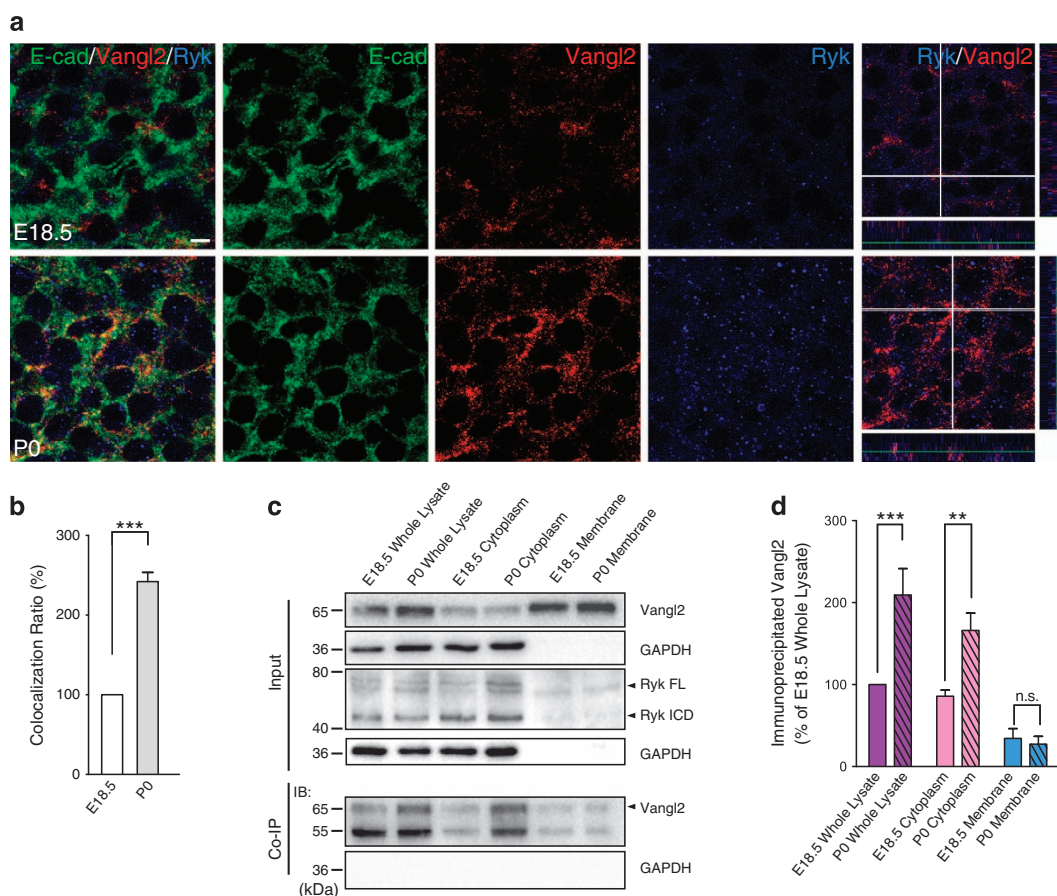 a
E-cad/Vangl2/Ryk
E-cad
Vangl2
Ryk
Ryk/Vangl2
E18.5
P0
b
***
300
200
100
0
Colocalization Ratio (%)
E18.5
P0
c
E18.5 Whole Lysate
P0 Whole Lysate
E18.5 Cytoplasm
P0 Cytoplasm
E18.5 Membrane
P0 Membrane
Input
65
Vangl2
36
GAPDH
80
Ryk FL
Ryk ICD
40
36
GAPDH
IB:
Co-IP
65
Vangl2
55
36
GAPDH
(kDa)
d
***
**
n.s.
300
200
100
0
Immunoprecipitated Vangl2
(% of E18.5 Whole Lysate)
E18.5 Whole Lysate
P0 Whole Lysate
E18.5 Cytoplasm
P0 Cytoplasm
E18.5 Membrane
P0 Membrane